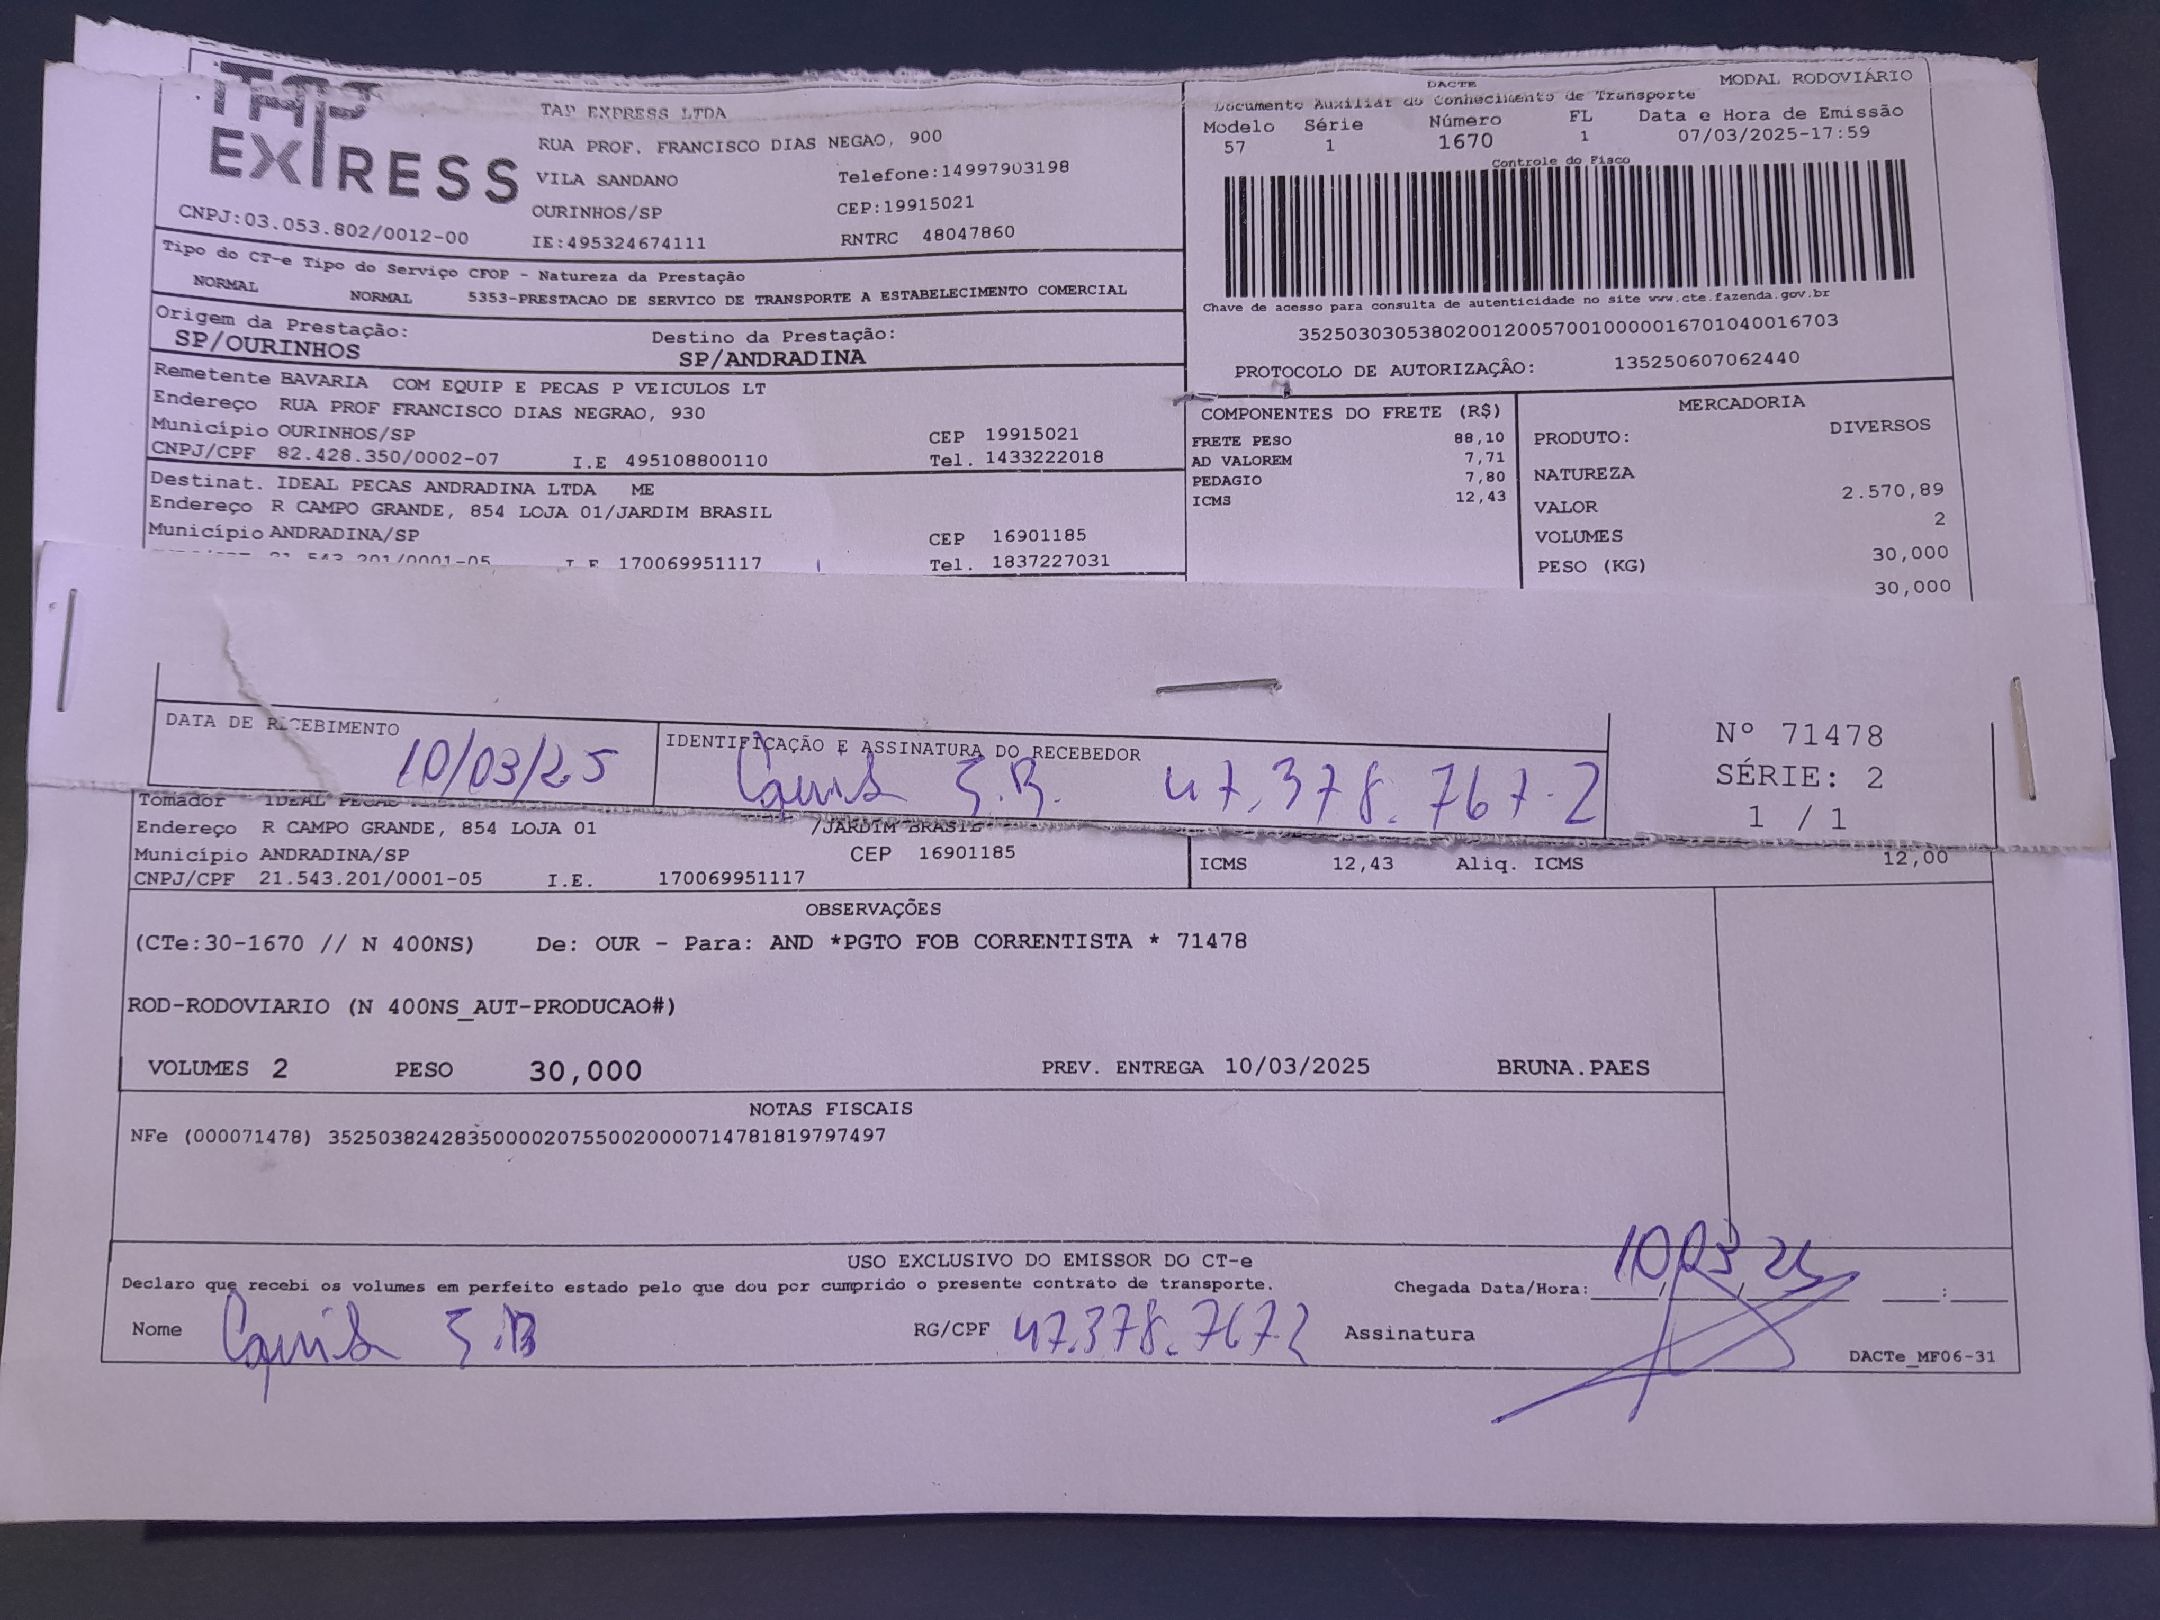 TAP EXPRESS
TAP EXPRESS LTDA
RUA PROF. FRANCISCO DIAS NEGAO, 900
VILA SANDANO Telefone:14997903198
OURINHOS/SP CEP:19915021
CNPJ:03.053.802/0012-00 IE:495324674111 RNTRC 48047860
DACTE MODAL RODOVIÁRIO
Documento Auxiliar do Conhecimento de Transporte
Modelo Série Número FL Data e Hora de Emissão
57 1 1670 1 07/03/2025-17:59
Controle do Fisco
Chave de acesso para consulta de autenticidade no site www.cte.fazenda.gov.br
35250303053802001200570010000016701040016703
PROTOCOLO DE AUTORIZAÇÃO: 135250607062440
Tipo do CT-e Tipo do Serviço CFOP - Natureza da Prestação
NORMAL NORMAL 5353-PRESTACAO DE SERVICO DE TRANSPORTE A ESTABELECIMENTO COMERCIAL
Origem da Prestação: Destino da Prestação:
SP/OURINHOS SP/ANDRADINA
Remetente BAVARIA COM EQUIP E PECAS P VEICULOS LT
Endereço RUA PROF FRANCISCO DIAS NEGRAO, 930
Município OURINHOS/SP CEP 19915021
CNPJ/CPF 82.428.350/0002-07 I.E 495108800110 Tel. 1433222018
Destinat. IDEAL PECAS ANDRADINA LTDA ME
Endereço R CAMPO GRANDE, 854 LOJA 01/JARDIM BRASIL
Município ANDRADINA/SP CEP 16901185
21.543.201/0001-05 I.E 170069951117 Tel. 1837227031
COMPONENTES DO FRETE (R$)
FRETE PESO 88,10
AD VALOREM 7,71
PEDAGIO 7,80
ICMS 12,43
MERCADORIA
PRODUTO: DIVERSOS
NATUREZA
VALOR 2.570,89
VOLUMES 2
PESO (KG) 30,000
30,000
DATA DE RECEBIMENTO
10/03/25
IDENTIFICAÇÃO E ASSINATURA DO RECEBEDOR
S.B. 47.378.767-2
Nº 71478
SÉRIE: 2
1 / 1
Tomador IDEAL PECAS
Endereço R CAMPO GRANDE, 854 LOJA 01 /JARDIM BRASIL
Município ANDRADINA/SP CEP 16901185
CNPJ/CPF 21.543.201/0001-05 I.E. 170069951117
ICMS 12,43 Aliq. ICMS 12,00
OBSERVAÇÕES
(CTe:30-1670 // N 400NS) De: OUR - Para: AND *PGTO FOB CORRENTISTA * 71478
ROD-RODOVIARIO (N 400NS_AUT-PRODUCAO#)
VOLUMES 2 PESO 30,000 PREV. ENTREGA 10/03/2025 BRUNA.PAES
NOTAS FISCAIS
NFe (000071478) 35250382428350000207550020000714781819797497
USO EXCLUSIVO DO EMISSOR DO CT-e
Declaro que recebi os volumes em perfeito estado pelo que dou por cumprido o presente contrato de transporte.
Chegada Data/Hora: 10/03/25 :
Nome S.B RG/CPF 47.378.767-2 Assinatura
DACTe_MF06-31